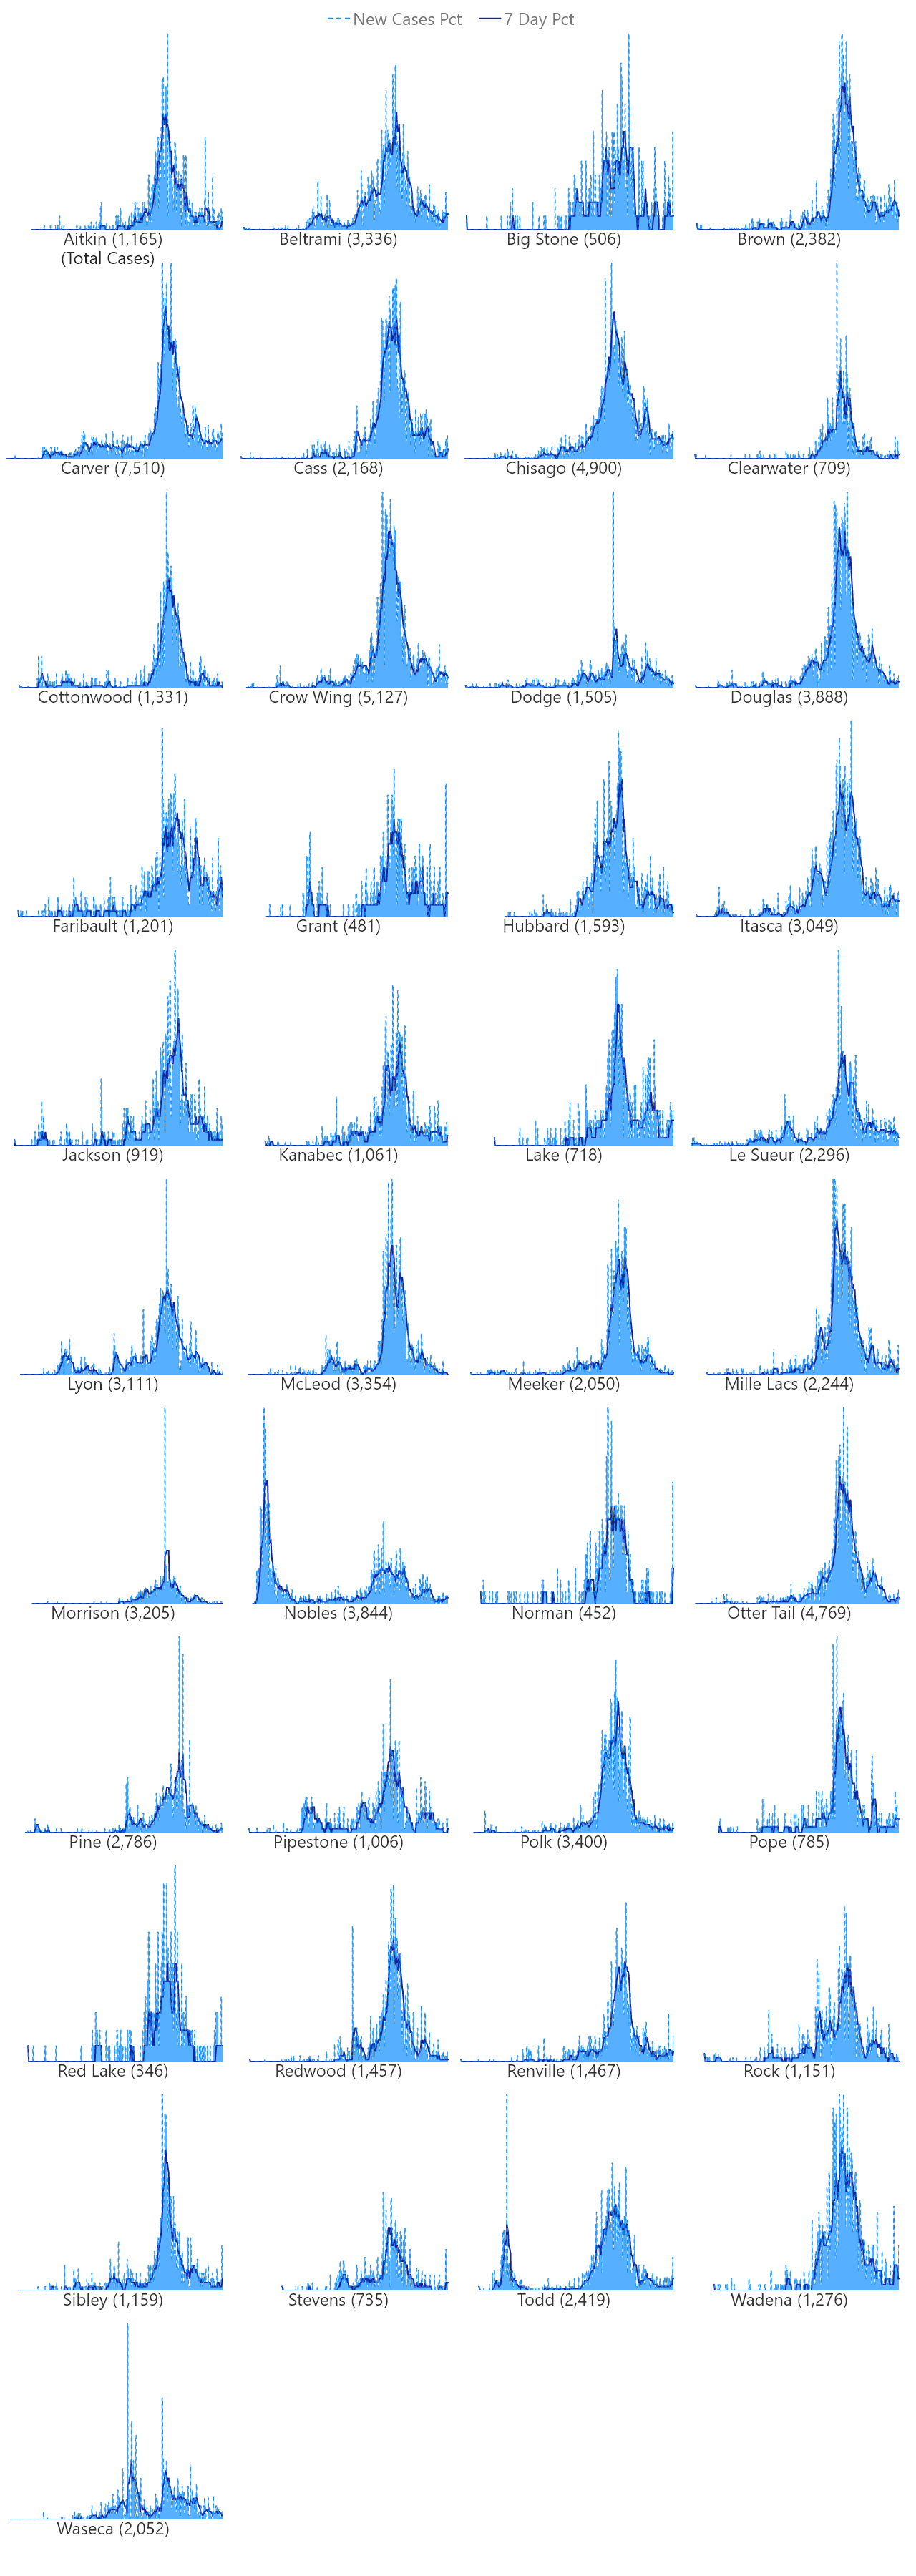 New Cases Pct 7 Day Pct
Aitkin (1,165) Beltrami (3,336) Big Stone (506) Brown (2,382)
(Total Cases)
Carver (7,510) Cass (2,168) Chisago (4,900) Clearwater (709)
Cottonwood (1,331) Crow Wing (5,127) Dodge (1,505) Douglas (3,888)
Faribault (1,201) Grant (481) Hubbard (1,593) Itasca (3,049)
Jackson (919) Kanabec (1,061) Lake (718) Le Sueur (2,296)
Lyon (3,111) McLeod (3,354) Meeker (2,050) Mille Lacs (2,244)
Morrison (3,205) Nobles (3,844) Norman (452) Otter Tail (4,769)
Pine (2,786) Pipestone (1,006) Polk (3,400) Pope (785)
Red Lake (346) Redwood (1,457) Renville (1,467) Rock (1,151)
Sibley (1,159) Stevens (735) Todd (2,419) Wadena (1,276)
Waseca (2,052)